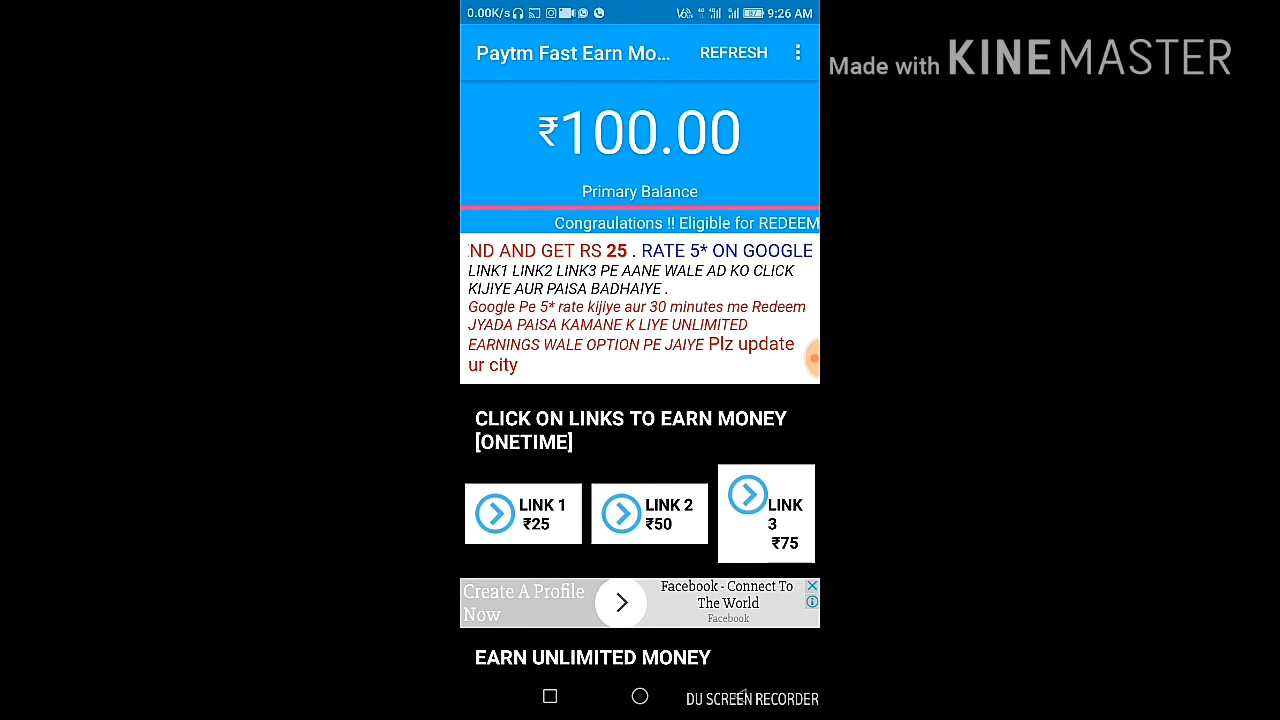 0.00K/s 9:26 AM
Made with KINEMASTER
Paytm Fast Earn Mo... REFRESH
₹100.00
Primary Balance
Congraulations !! Eligible for REDEEM
ND AND GET RS 25 . RATE 5* ON GOOGLE
LINK1 LINK2 LINK3 PE AANE WALE AD KO CLICK
KIJIYE AUR PAISA BADHAIYE .
Google Pe 5* rate kijiye aur 30 minutes me Redeem
JYADA PAISA KAMANE K LIYE UNLIMITED
EARNINGS WALE OPTION PE JAIYE Plz update
ur city
CLICK ON LINKS TO EARN MONEY
[ONETIME]
LINK 1
₹25
LINK 2
₹50
LINK
3
₹75
Create A Profile
Now
Facebook - Connect To
The World
Facebook
EARN UNLIMITED MONEY
DU SCREEN RECORDER